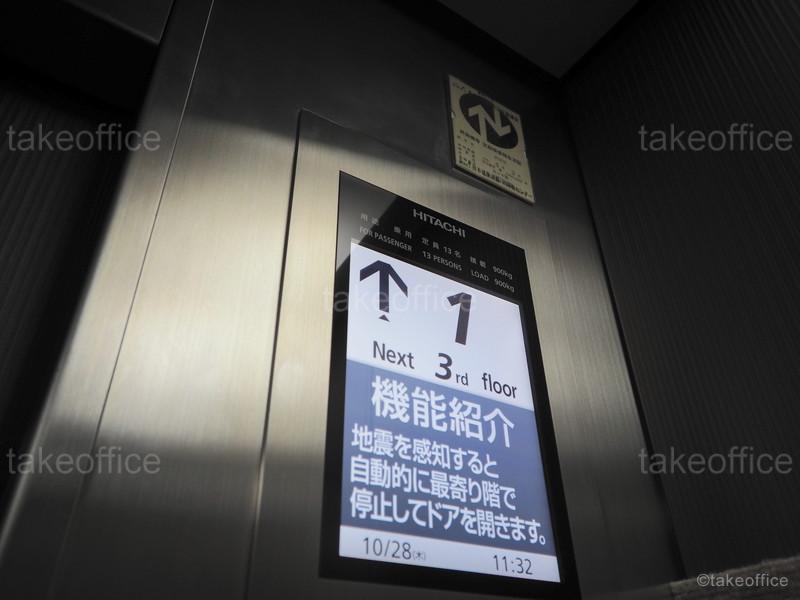 HITACHI
用途 乗用 定員 13名 積載 900kg
FOR PASSENGER 13 PERSONS LOAD 900kg
1
Next 3rd floor
機能紹介
地震を感知すると
自動的に最寄り階で
停止してドアを開きます。
10/28(木) 11:32
takeoffice takeoffice
takeoffice
takeoffice takeoffice
©takeoffice